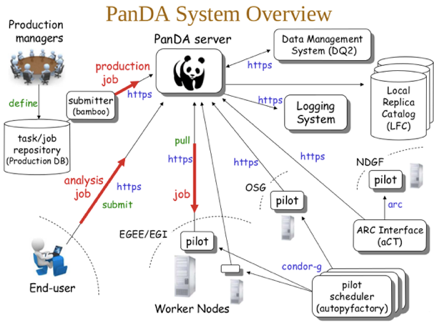 PanDA System Overview
Production
managers
PanDA server
Data Management
System (DQ2)
production
job
https
https
define
submitter
(bamboo)
https
Logging
System
Local
Replica
Catalog
(LFC)
task/job
repository
(Production DB)
pull
https
https
https
NDGF
analysis
job
https
submit
job
OSG
pilot
pilot
arc
EGEE/EGI
pilot
ARC Interface
(aCT)
End-user
condor-g
Worker Nodes
pilot
scheduler
(autopyfactory)